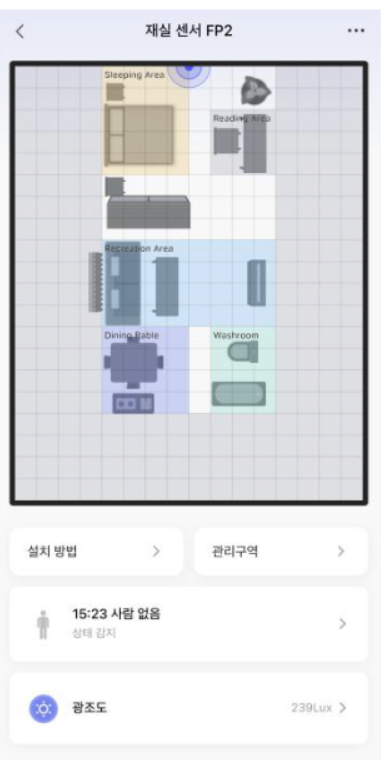 재실 센서 FP2
Sleeping Area
Reading Area
Recreation Area
Dining Rable
Washroom
설치 방법
관리구역
15:23 사람 없음
상태 감지
광조도
239Lux